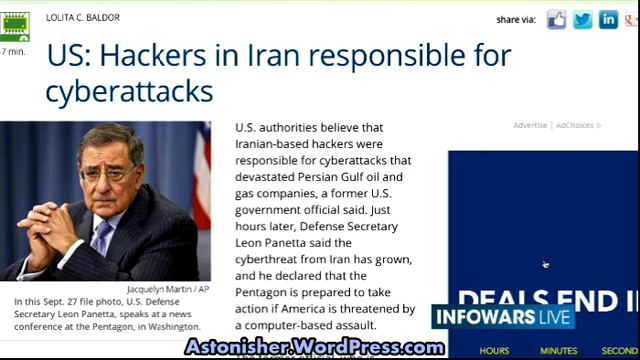 LOLITA C. BALDOR
share via:
-7 min.
US: Hackers in Iran responsible for
cyberattacks
Advertise | AdChoices
U.S. authorities believe that
Iranian-based hackers were
responsible for cyberattacks that
devastated Persian Gulf oil and
gas companies, a former U.S.
government official said. Just
hours later, Defense Secretary
Leon Panetta said the
cyberthreat from Iran has grown,
and he declared that the
Pentagon is prepared to take
action if America is threatened by
a computer-based assault.
Jacquelyn Martin / AP
In this Sept. 27 file photo, U.S. Defense
Secretary Leon Panetta, speaks at a news
conference at the Pentagon, in Washington.
DEALS END I
INFOWARS LIVE
HOURS MINUTES SECOND
Astonisher.WordPress.com